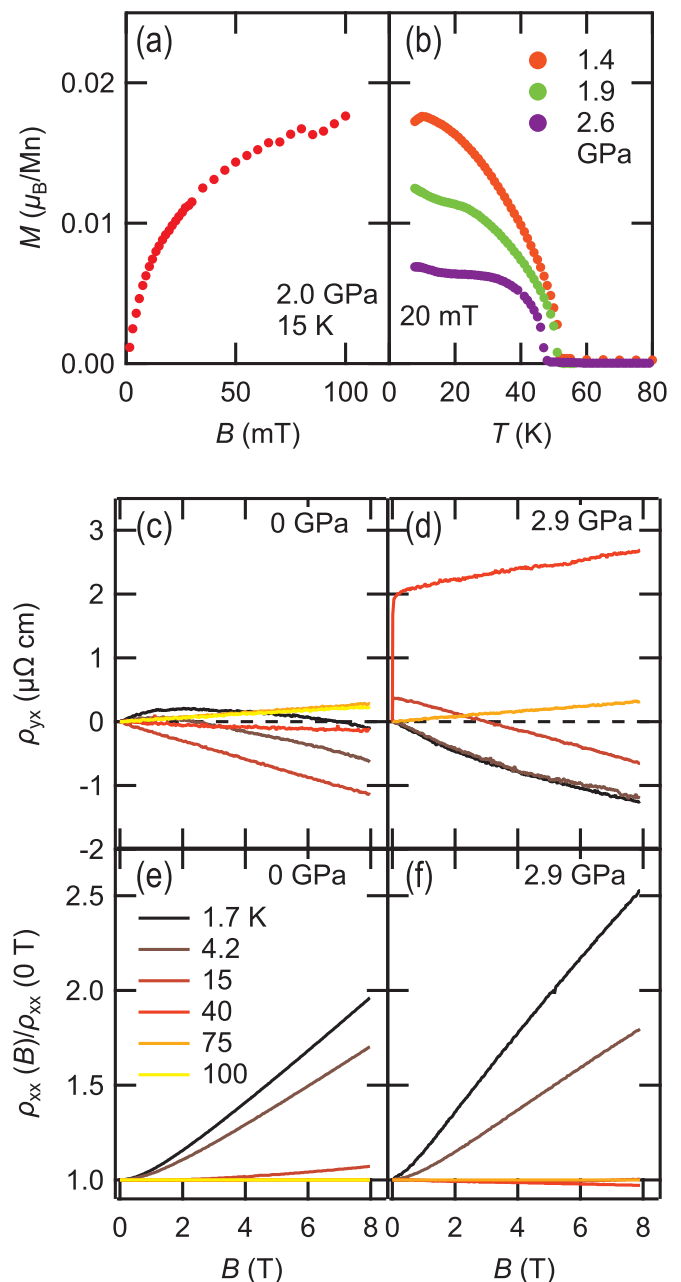 (a)
(b)
1.4
1.9
2.6
GPa
0.02
0.01
0.00
M (μB/Mn)
2.0 GPa
15 K
20 mT
0
50
100
0
20
40
60
80
B (mT)
T (K)
(c)
0 GPa
(d)
2.9 GPa
3
2
1
0
-1
-2
ρyx (μΩ cm)
(e)
0 GPa
(f)
2.9 GPa
1.7 K
4.2
15
40
75
100
2.5
2.0
1.5
1.0
ρxx (B)/ρxx (0 T)
0
2
4
6
8
0
2
4
6
8
B (T)
B (T)